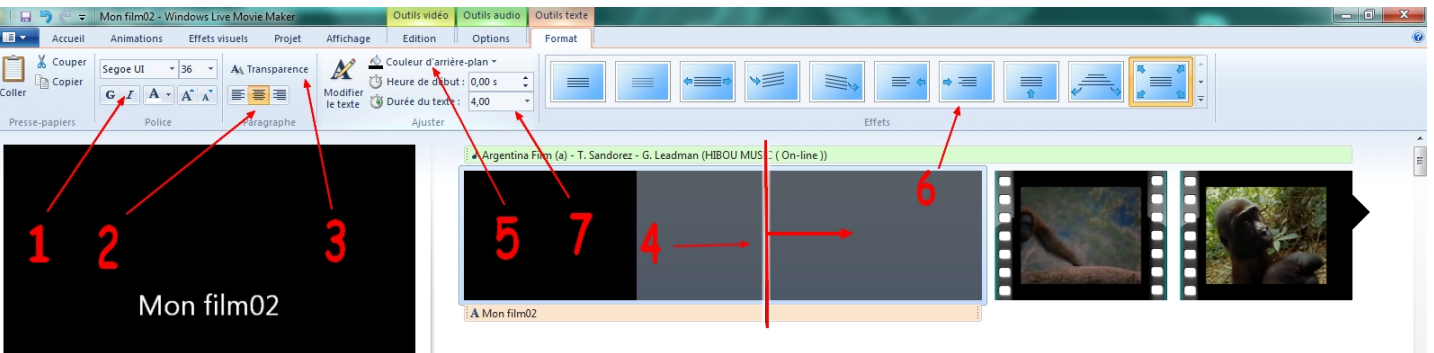 Mon film02 - Windows Live Movie Maker
Outils vidéo
Outils audio
Outils texte
Accueil
Animations
Effets visuels
Projet
Affichage
Edition
Options
Format
Coller
Couper
Copier
Presse-papiers
Segoe UI
36
G I A A A
Police
Transparence
Paragraphe
Modifier
le texte
Couleur d'arrière-plan
Heure de début : 0,00 s
Durée du texte : 4,00
Ajuster
Effets
Argentina Film (a) - T. Sandorez - G. Leadman (HIBOU MUSIC ( On-line ))
1
2
3
5
7
4
6
Mon film02
A Mon film02